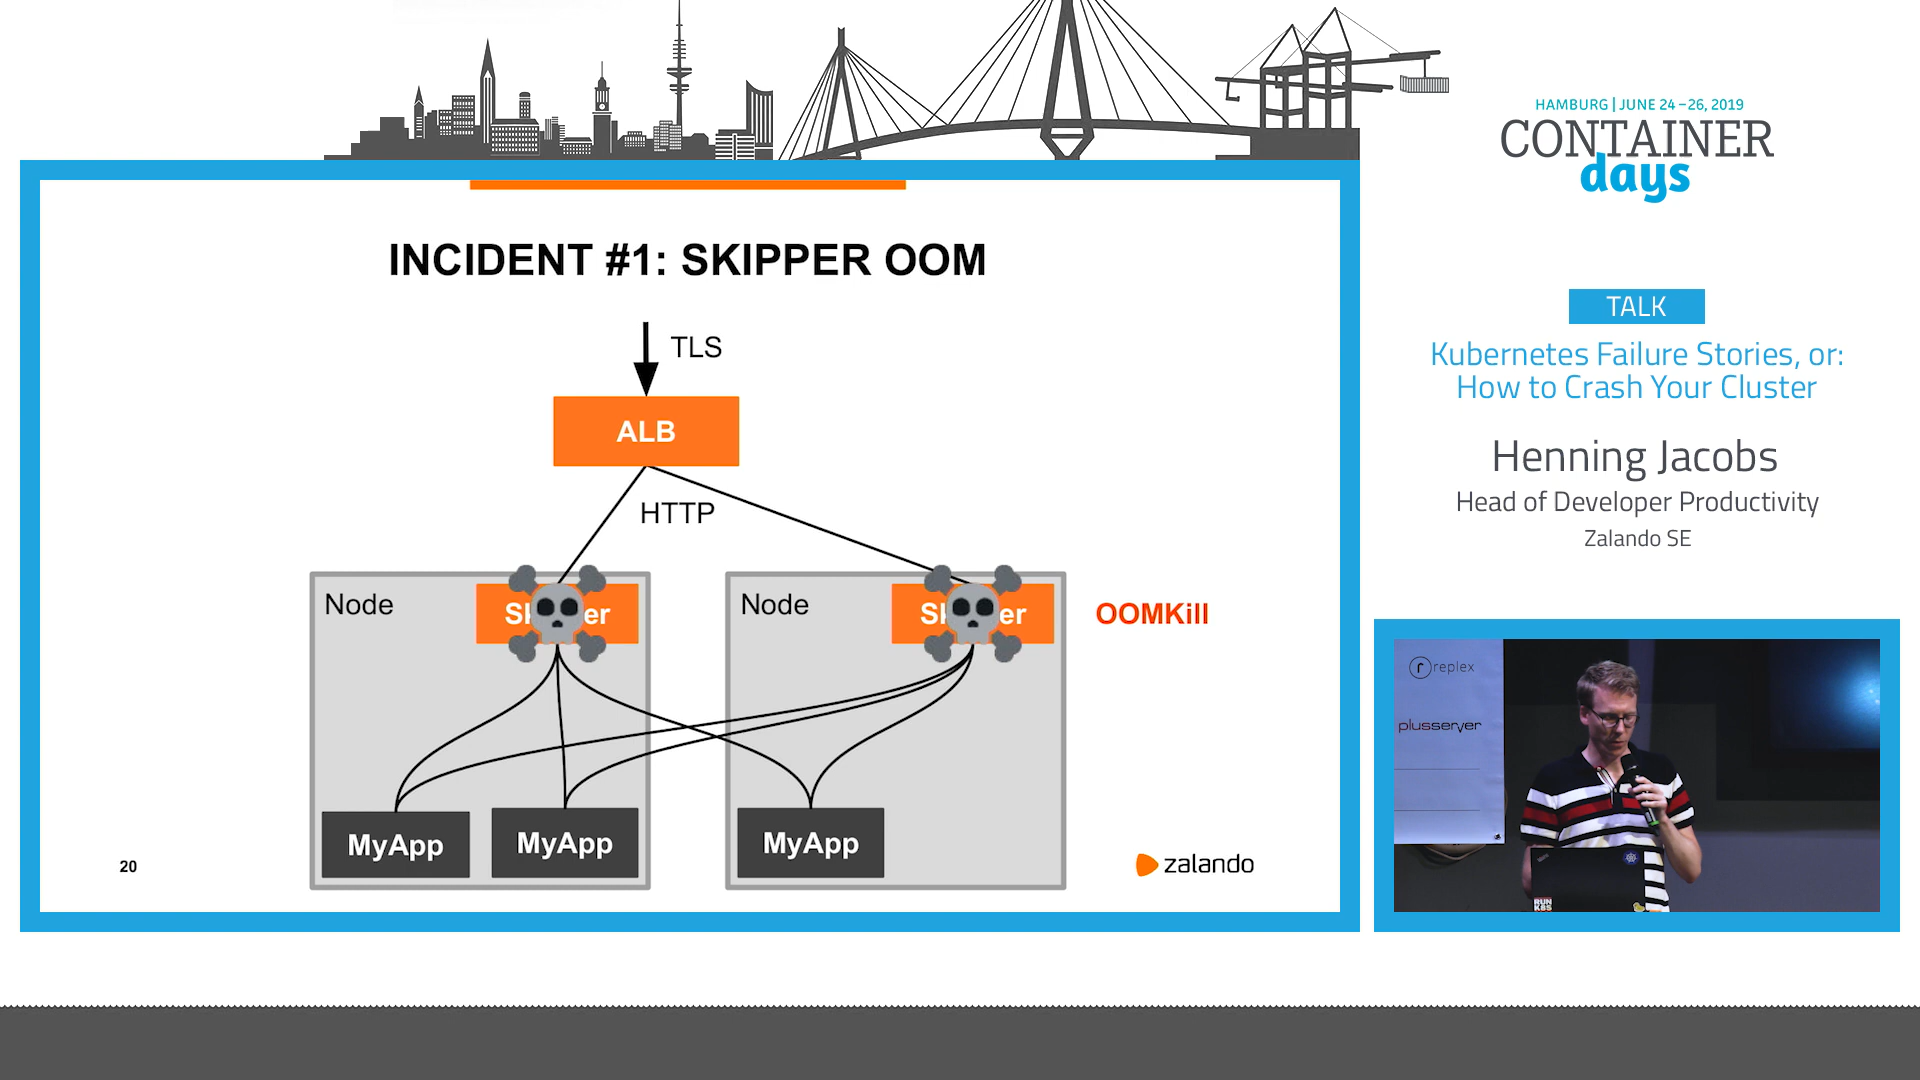 HAMBURG | JUNE 24–26, 2019
CONTAINER
days
INCIDENT #1: SKIPPER OOM
TLS
ALB
HTTP
Node
Node
OOMKill
MyApp
MyApp
MyApp
20
zalando
TALK
Kubernetes Failure Stories, or:
How to Crash Your Cluster
Henning Jacobs
Head of Developer Productivity
Zalando SE
replex
plusserver
RUN
K8S